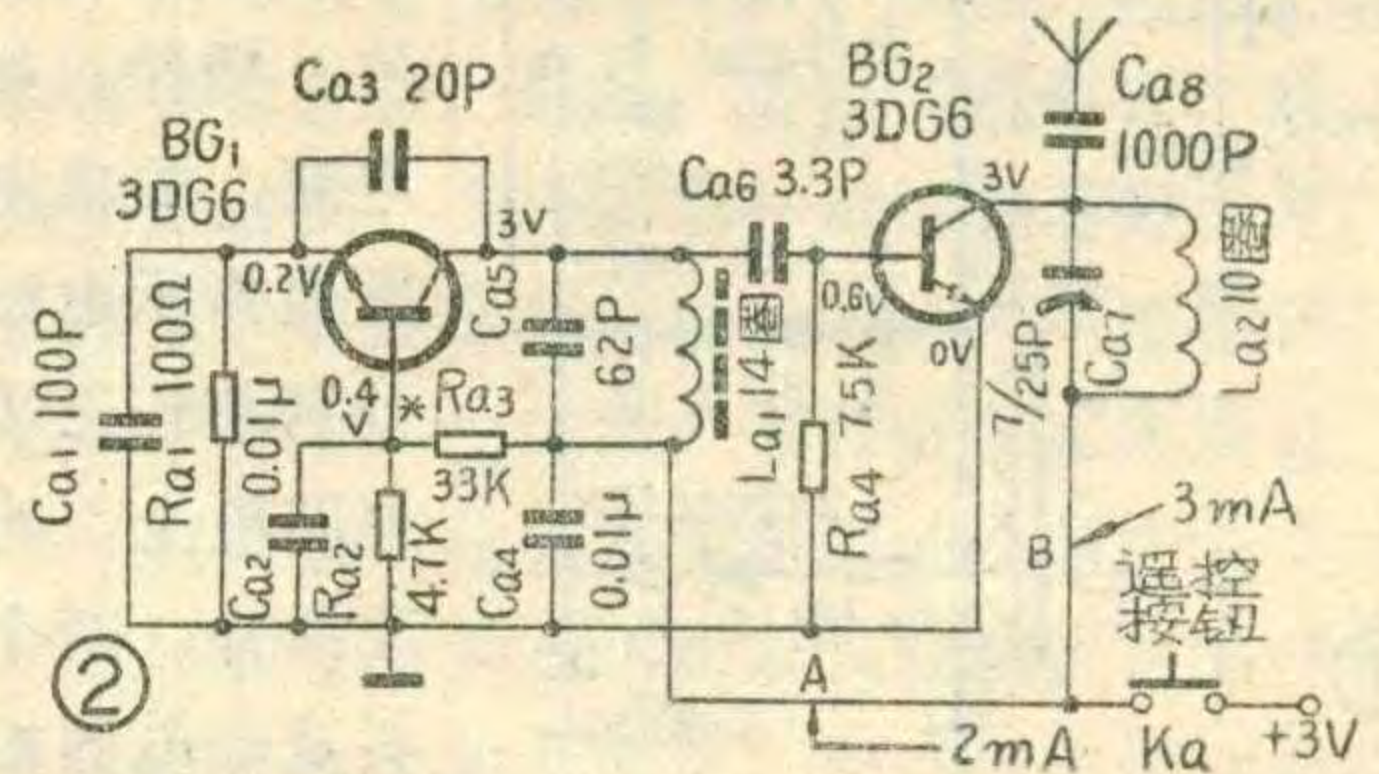 Ca3 20P
BG₁
3DG6
BG₂
3DG6
Ca8
1000P
Ca6 3.3P
3V
3V
0.2V
0.6V
0V
0.4
V
*
Ra3
33K
Ca1 100P
Ra1 100Ω
0.01μ
Ca2
Ra2
4.7K
Ca5
62P
Ca4
0.01μ
La1 14圈
Ra4 7.5K
7/25P
Ca7
La2 10圈
3mA
B
遥控
按钮
A
2mA
Ka
+3V
②